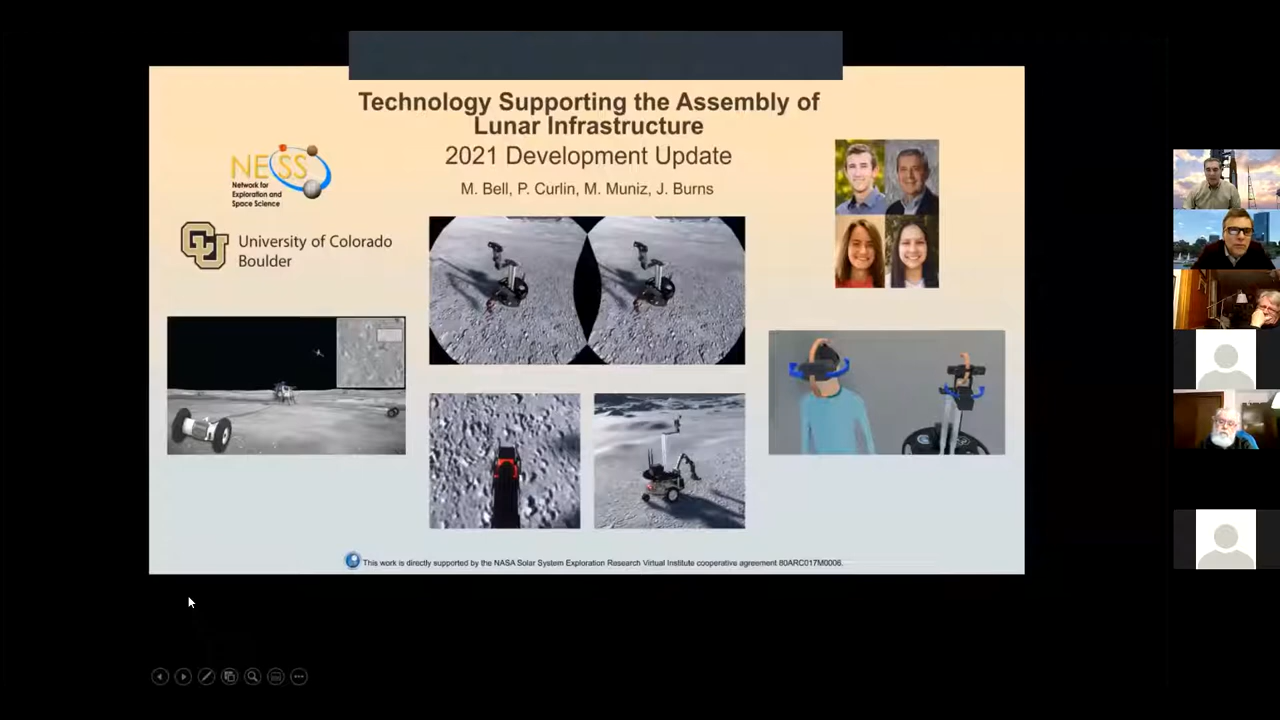 Technology Supporting the Assembly of
Lunar Infrastructure
2021 Development Update
M. Bell, P. Curlin, M. Muniz, J. Burns
NESS
Network for
Exploration and
Space Science
CU
University of Colorado
Boulder
This work is directly supported by the NASA Solar System Exploration Research Virtual Institute cooperative agreement 80ARC017M0006.